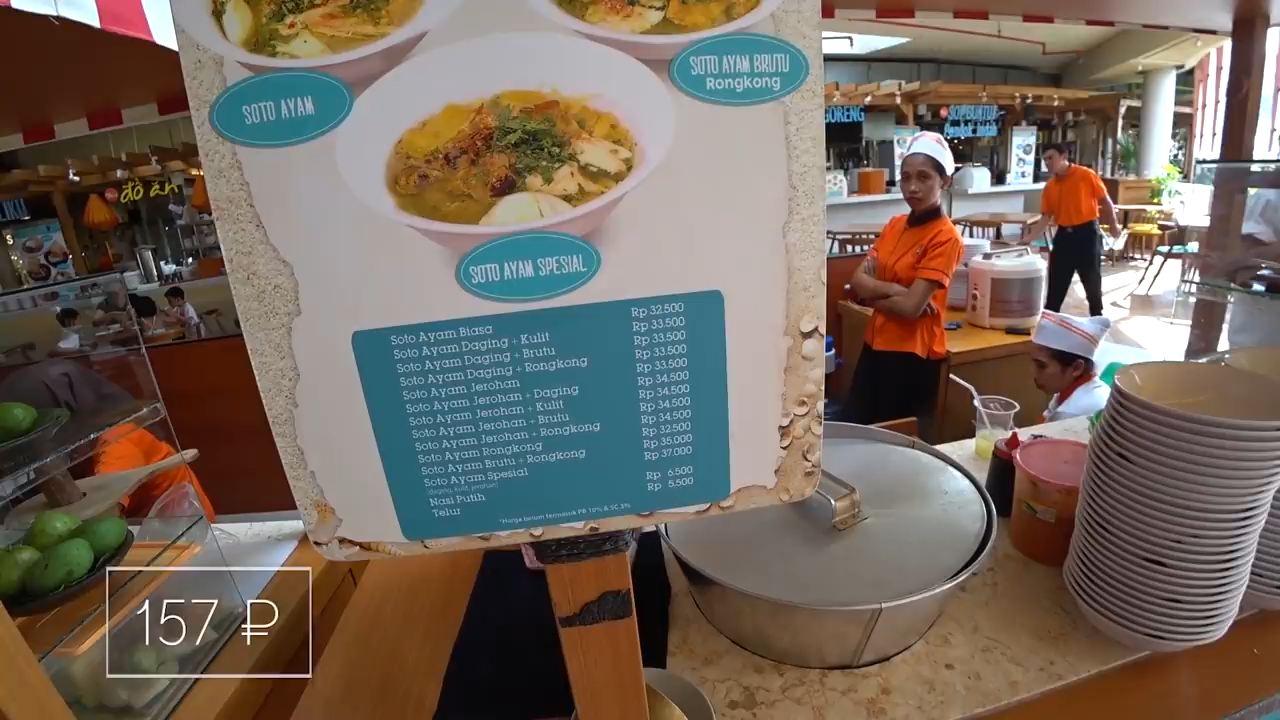 SOTO AYAM
SOTO AYAM BRUTU
Rongkong
SOTO AYAM SPESIAL
Soto Ayam Biasa Rp 32.500
Soto Ayam Daging + Kulit Rp 33.500
Soto Ayam Daging + Brutu Rp 33.500
Soto Ayam Daging + Rongkong Rp 33.500
Soto Ayam Jerohan Rp 33.500
Soto Ayam Jerohan + Daging Rp 34.500
Soto Ayam Jerohan + Kulit Rp 34.500
Soto Ayam Jerohan + Brutu Rp 34.500
Soto Ayam Jerohan + Rongkong Rp 34.500
Soto Ayam Rongkong Rp 32.500
Soto Ayam Brutu + Rongkong Rp 35.000
Soto Ayam Spesial Rp 37.000
(daging, kulit, jerohan)
Nasi Putih Rp 6.500
Telur Rp 5.500
*Harga belum termasuk PB 10% & SC 3%
GORENG
đồ ăn
157 ₽